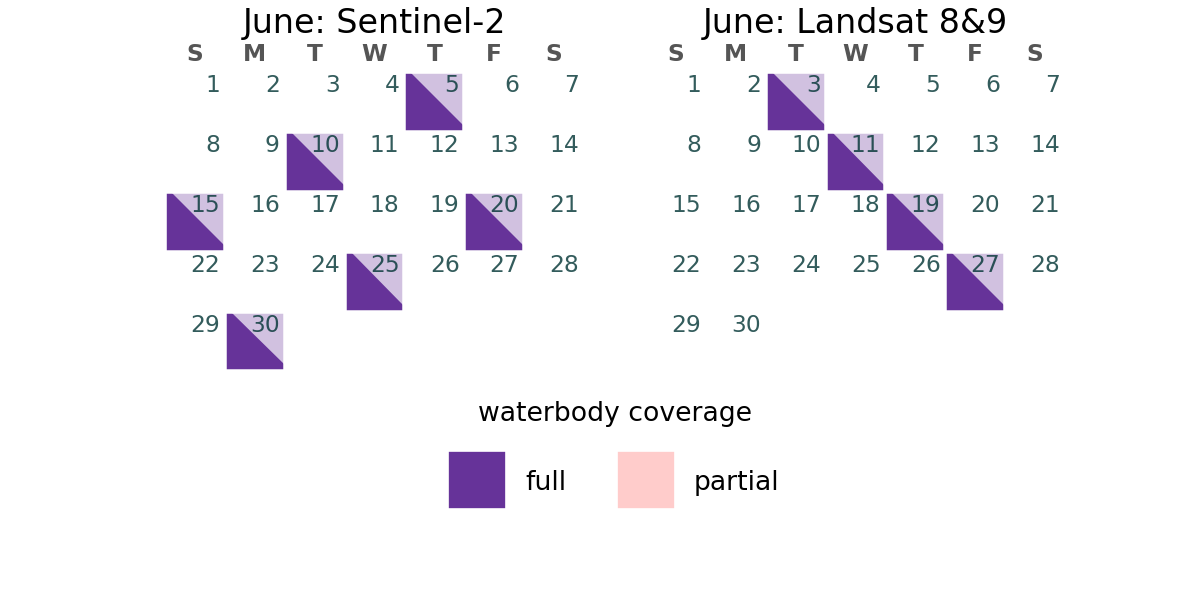 June: Sentinel-2
S M T W T F S
1 2 3 4 5 6 7
8 9 10 11 12 13 14
15 16 17 18 19 20 21
22 23 24 25 26 27 28
29 30
June: Landsat 8&9
S M T W T F S
1 2 3 4 5 6 7
8 9 10 11 12 13 14
15 16 17 18 19 20 21
22 23 24 25 26 27 28
29 30
waterbody coverage
full partial